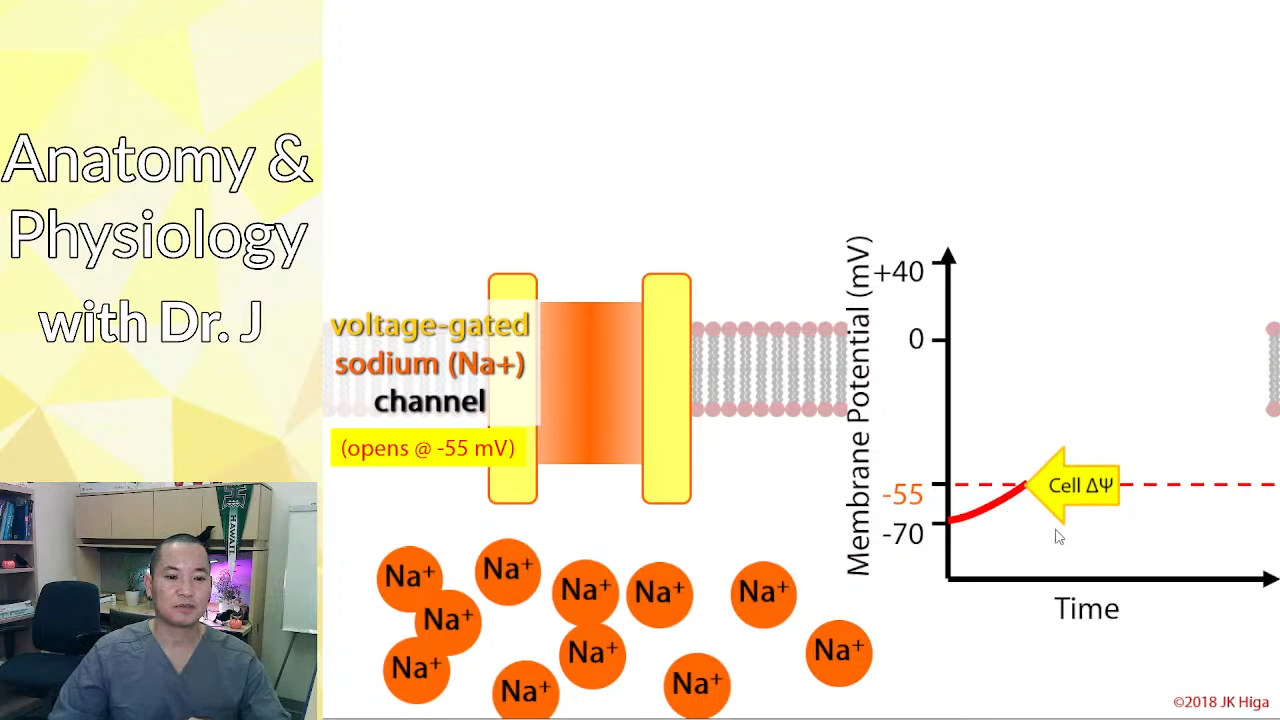 Anatomy &
Physiology
with Dr. J
HAWAII
voltage-gated
sodium (Na+)
channel
(opens @ -55 mV)
Na⁺
Na⁺
Na⁺
Na⁺
Na⁺
Na⁺
Na⁺
Na⁺
Na⁺
Na⁺
Na⁺
Membrane Potential (mV)
+40
0
-55
-70
Cell ΔΨ
Time
©2018 JK Higa